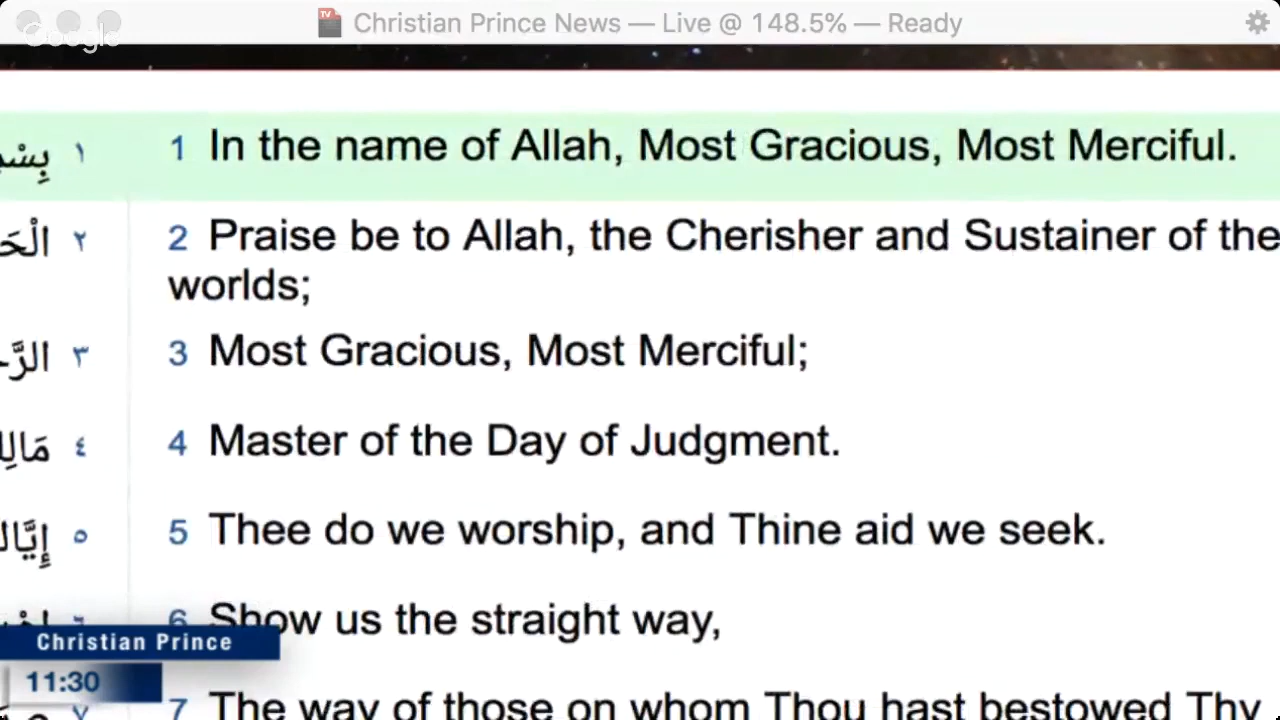 Christian Prince News — Live @ 148.5% — Ready
Google
١ 1 In the name of Allah, Most Gracious, Most Merciful.
٢ 2 Praise be to Allah, the Cherisher and Sustainer of the
worlds;
٣ 3 Most Gracious, Most Merciful;
٤ 4 Master of the Day of Judgment.
٥ 5 Thee do we worship, and Thine aid we seek.
6 Show us the straight way,
Christian Prince
11:30
٧ 7 The way of those on whom Thou hast bestowed Thy